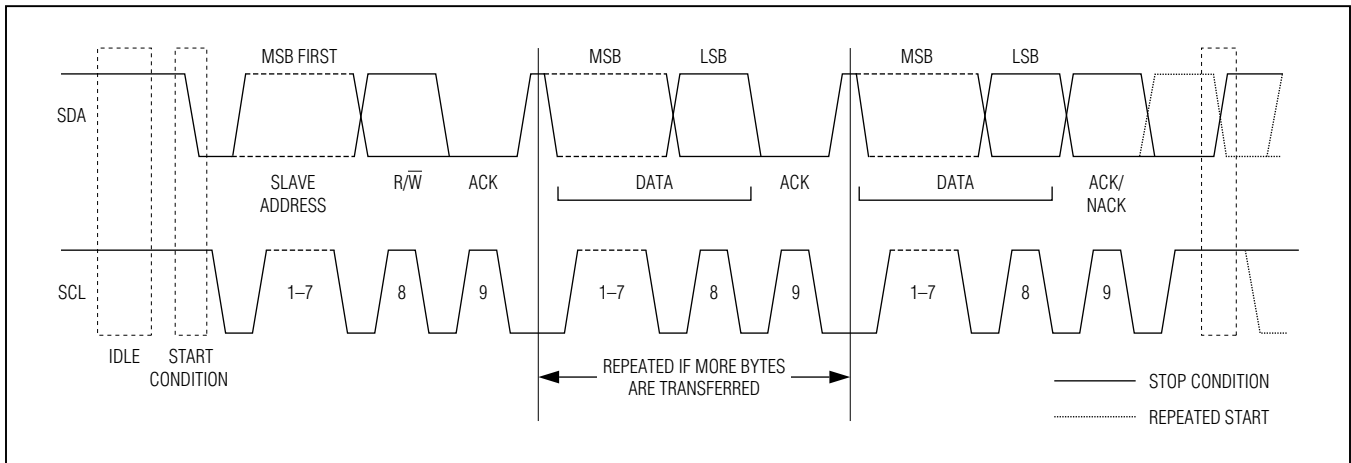 MSB FIRST
MSB
LSB
MSB
LSB
SDA
SLAVE
ADDRESS
R/W̅
ACK
DATA
ACK
DATA
ACK/
NACK
SCL
1–7
8
9
1–7
8
9
1–7
8
9
IDLE
START
CONDITION
REPEATED IF MORE BYTES
ARE TRANSFERRED
STOP CONDITION
REPEATED START